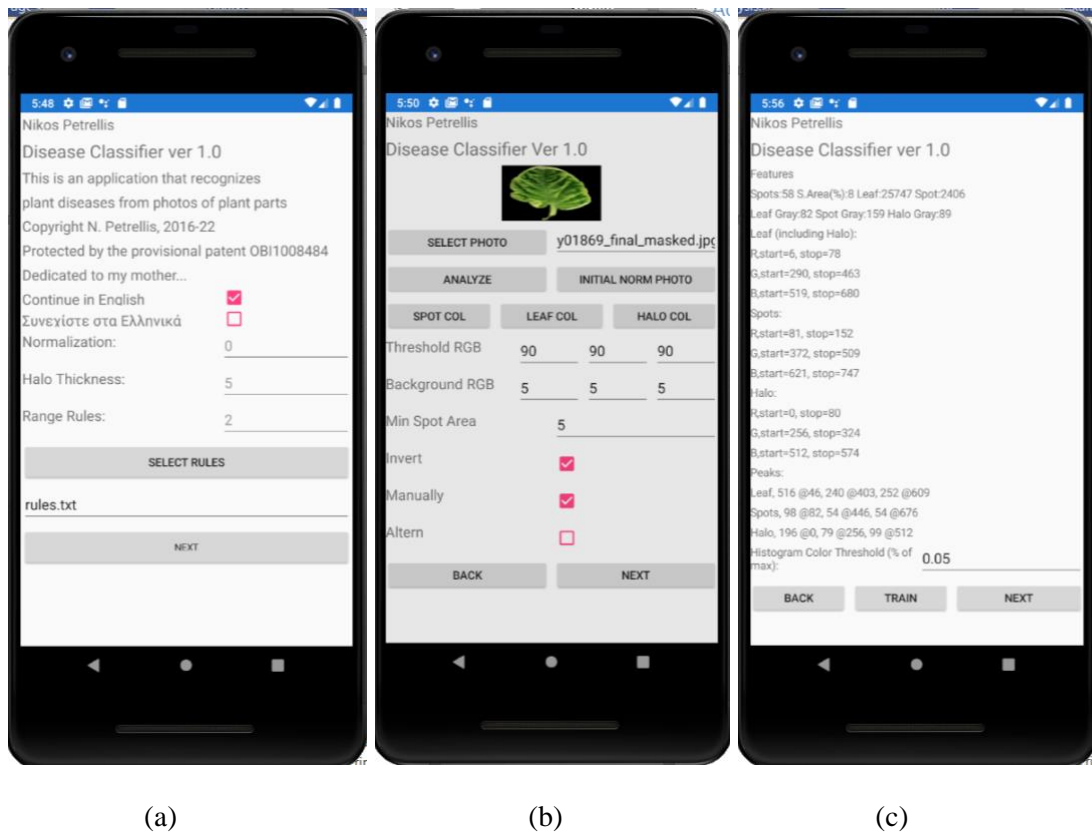 5:48
Nikos Petrellis
Disease Classifier ver 1.0
This is an application that recognizes
plant diseases from photos of plant parts
Copyright N. Petrellis, 2016-22
Protected by the provisional patent OBI1008484
Dedicated to my mother...
Continue in English
Συνεχίστε στα Ελληνικά
Normalization: 0
Halo Thickness: 5
Range Rules: 2
SELECT RULES
rules.txt
NEXT
(a)
5:50
Nikos Petrellis
Disease Classifier Ver 1.0
SELECT PHOTO y01869_final_masked.jpg
ANALYZE INITIAL NORM PHOTO
SPOT COL LEAF COL HALO COL
Threshold RGB 90 90 90
Background RGB 5 5 5
Min Spot Area 5
Invert
Manually
Altern
BACK NEXT
(b)
5:56
Nikos Petrellis
Disease Classifier ver 1.0
Features
Spots:58 S.Area(%):8 Leaf:25747 Spot:2406
Leaf Gray:82 Spot Gray:159 Halo Gray:89
Leaf (including Halo):
R,start=6, stop=78
G,start=290, stop=463
B,start=519, stop=680
Spots:
R,start=81, stop=152
G,start=372, stop=509
B,start=621, stop=747
Halo:
R,start=0, stop=80
G,start=256, stop=324
B,start=512, stop=574
Peaks:
Leaf, 516 @46, 240 @403, 252 @609
Spots, 98 @82, 54 @446, 54 @676
Halo, 196 @0, 79 @256, 99 @512
Histogram Color Threshold (% of
max): 0.05
BACK TRAIN NEXT
(c)